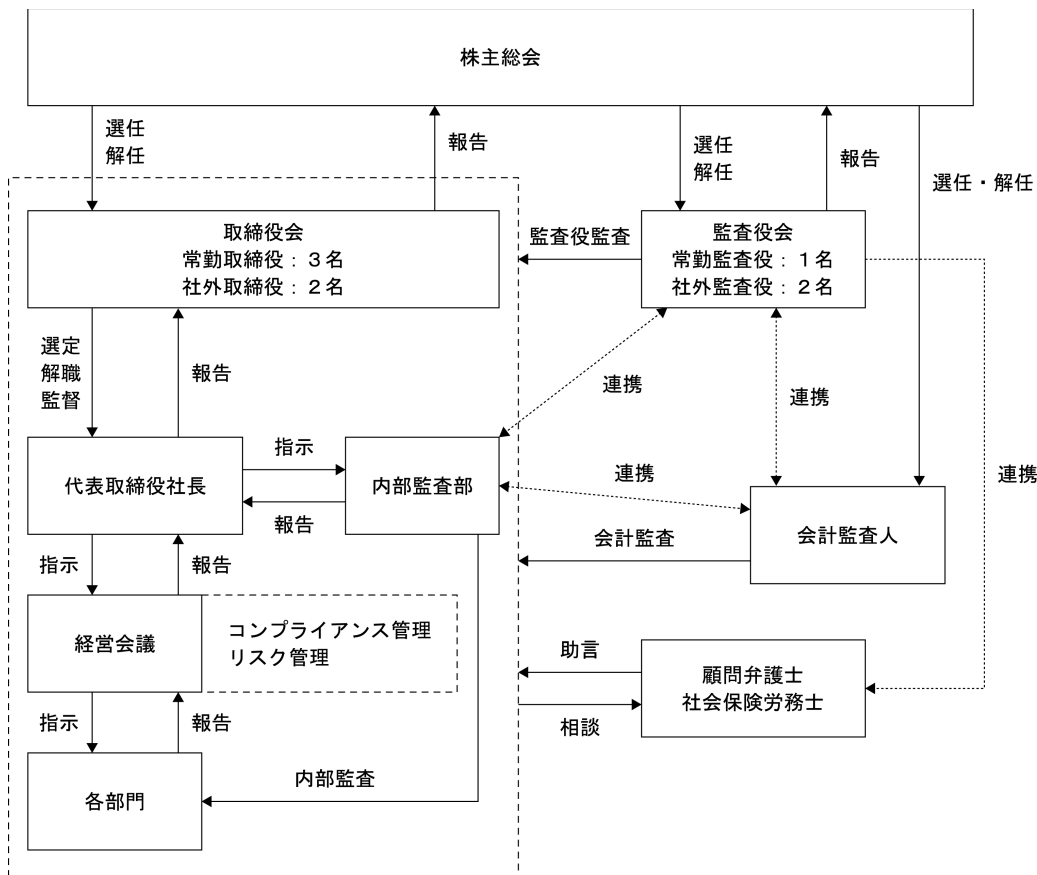 株主総会
選任
解任
報告
選任
解任
報告
選任・解任
取締役会
常勤取締役：３名
社外取締役：２名
監査役監査
監査役会
常勤監査役：１名
社外監査役：２名
選定
解職
監督
報告
連携
連携
連携
代表取締役社長
指示
報告
内部監査部
連携
会計監査人
会計監査
指示
報告
経営会議
コンプライアンス管理
リスク管理
助言
相談
顧問弁護士
社会保険労務士
指示
報告
各部門
内部監査